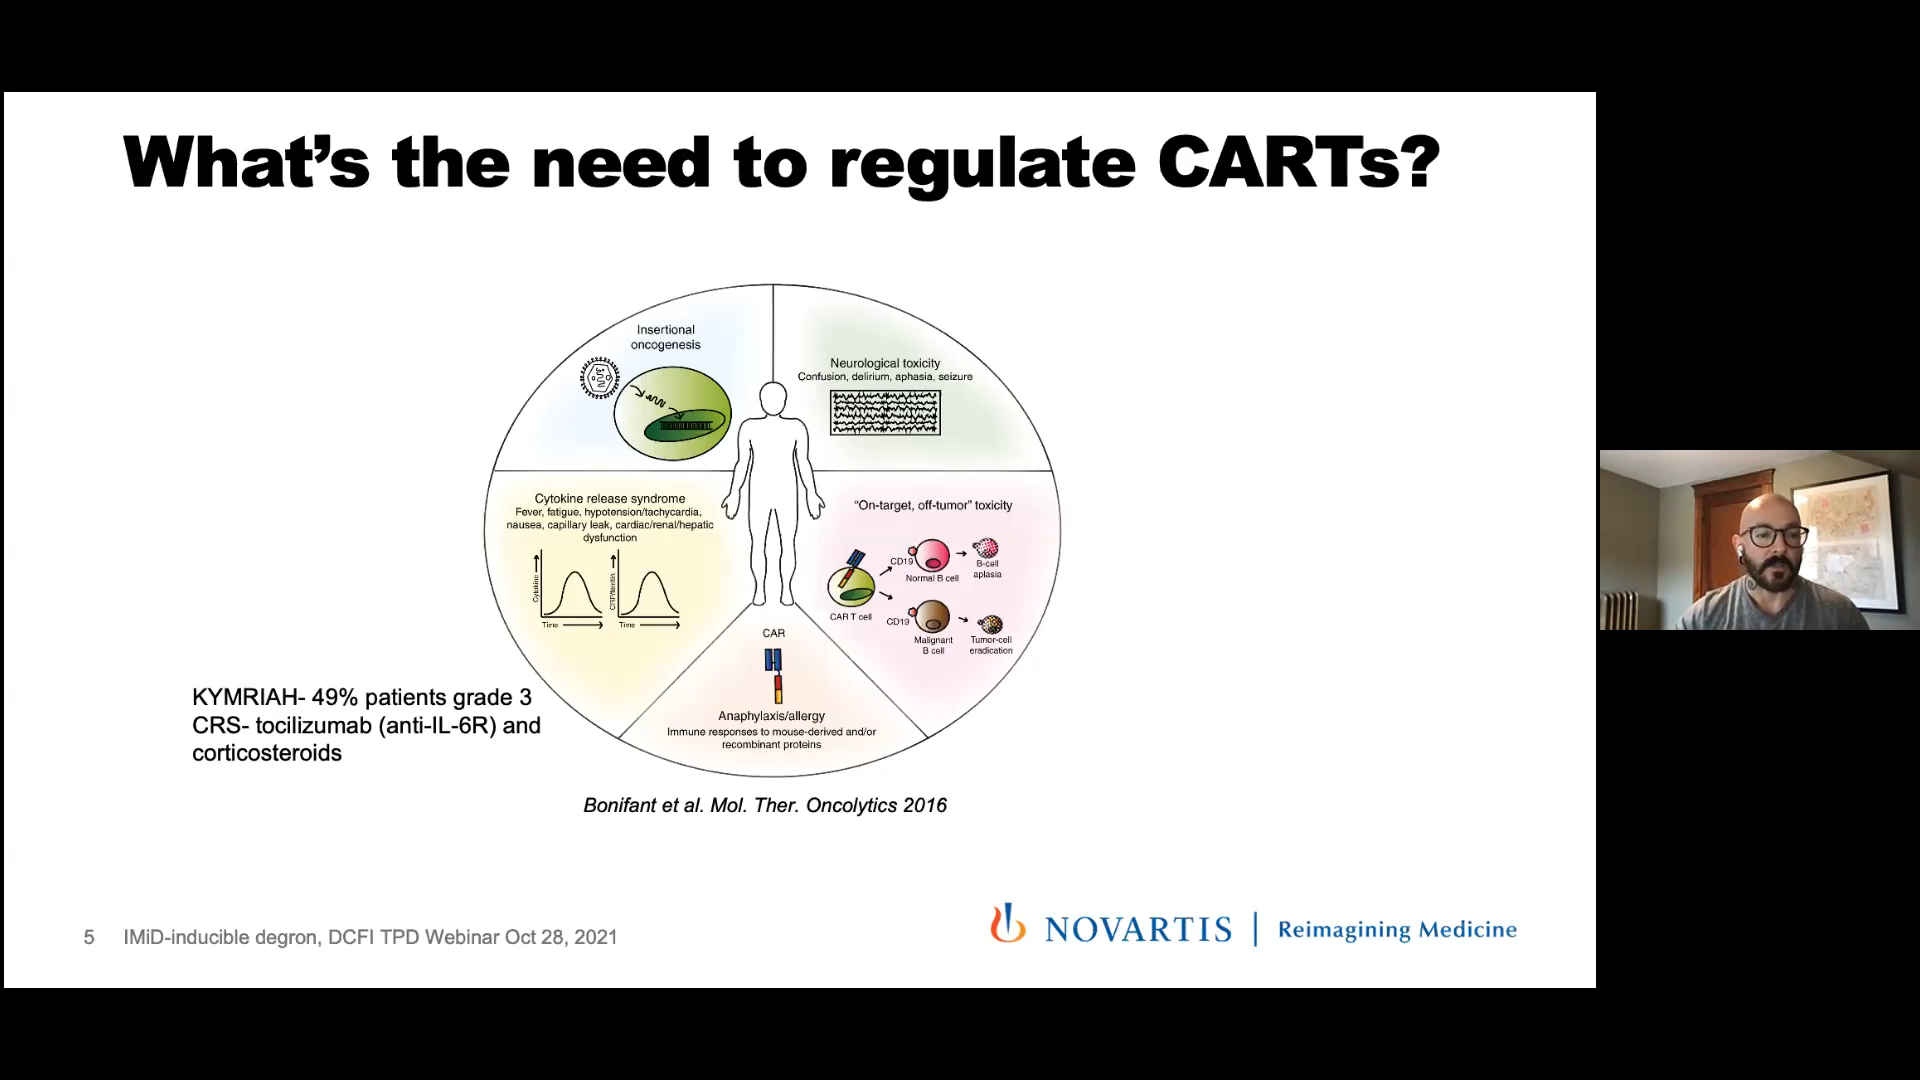 What's the need to regulate CARTs?
Insertional
oncogenesis
Neurological toxicity
Confusion, delirium, aphasia, seizure
Cytokine release syndrome
Fever, fatigue, hypotension/tachycardia,
nausea, capillary leak, cardiac/renal/hepatic
dysfunction
Cytokine
Time
CRP/ferritin
Time
“On-target, off-tumor” toxicity
CD19
Normal B cell
B-cell
aplasia
CAR T cell
CD19
Malignant
B cell
Tumor-cell
eradication
CAR
Anaphylaxis/allergy
Immune responses to mouse-derived and/or
recombinant proteins
KYMRIAH- 49% patients grade 3
CRS- tocilizumab (anti-IL-6R) and
corticosteroids
Bonifant et al. Mol. Ther. Oncolytics 2016
5 IMiD-inducible degron, DCFI TPD Webinar Oct 28, 2021
NOVARTIS | Reimagining Medicine